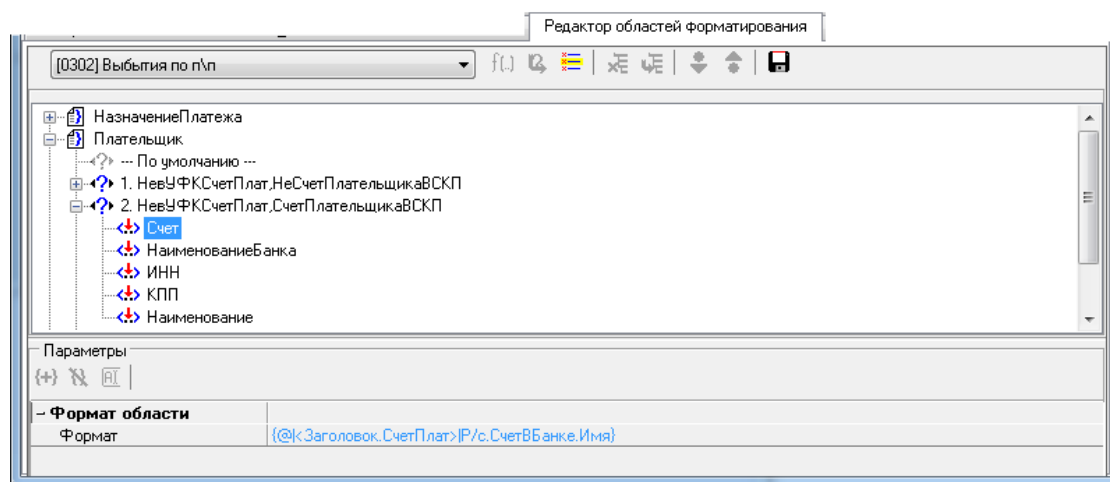 Редактор областей форматирования
[0302] Выбытия по п\п
НазначениеПлатежа
Плательщик
--- По умолчанию ---
1. НевУФКСчетПлат,НеСчетПлательщикаВСКП
2. НевУФКСчетПлат,СчетПлательщикаВСКП
Счет
НаименованиеБанка
ИНН
КПП
Наименование
Параметры
Формат области
Формат {@|<Заголовок.СчетПлат>|Р/с.СчетВБанке.Имя}